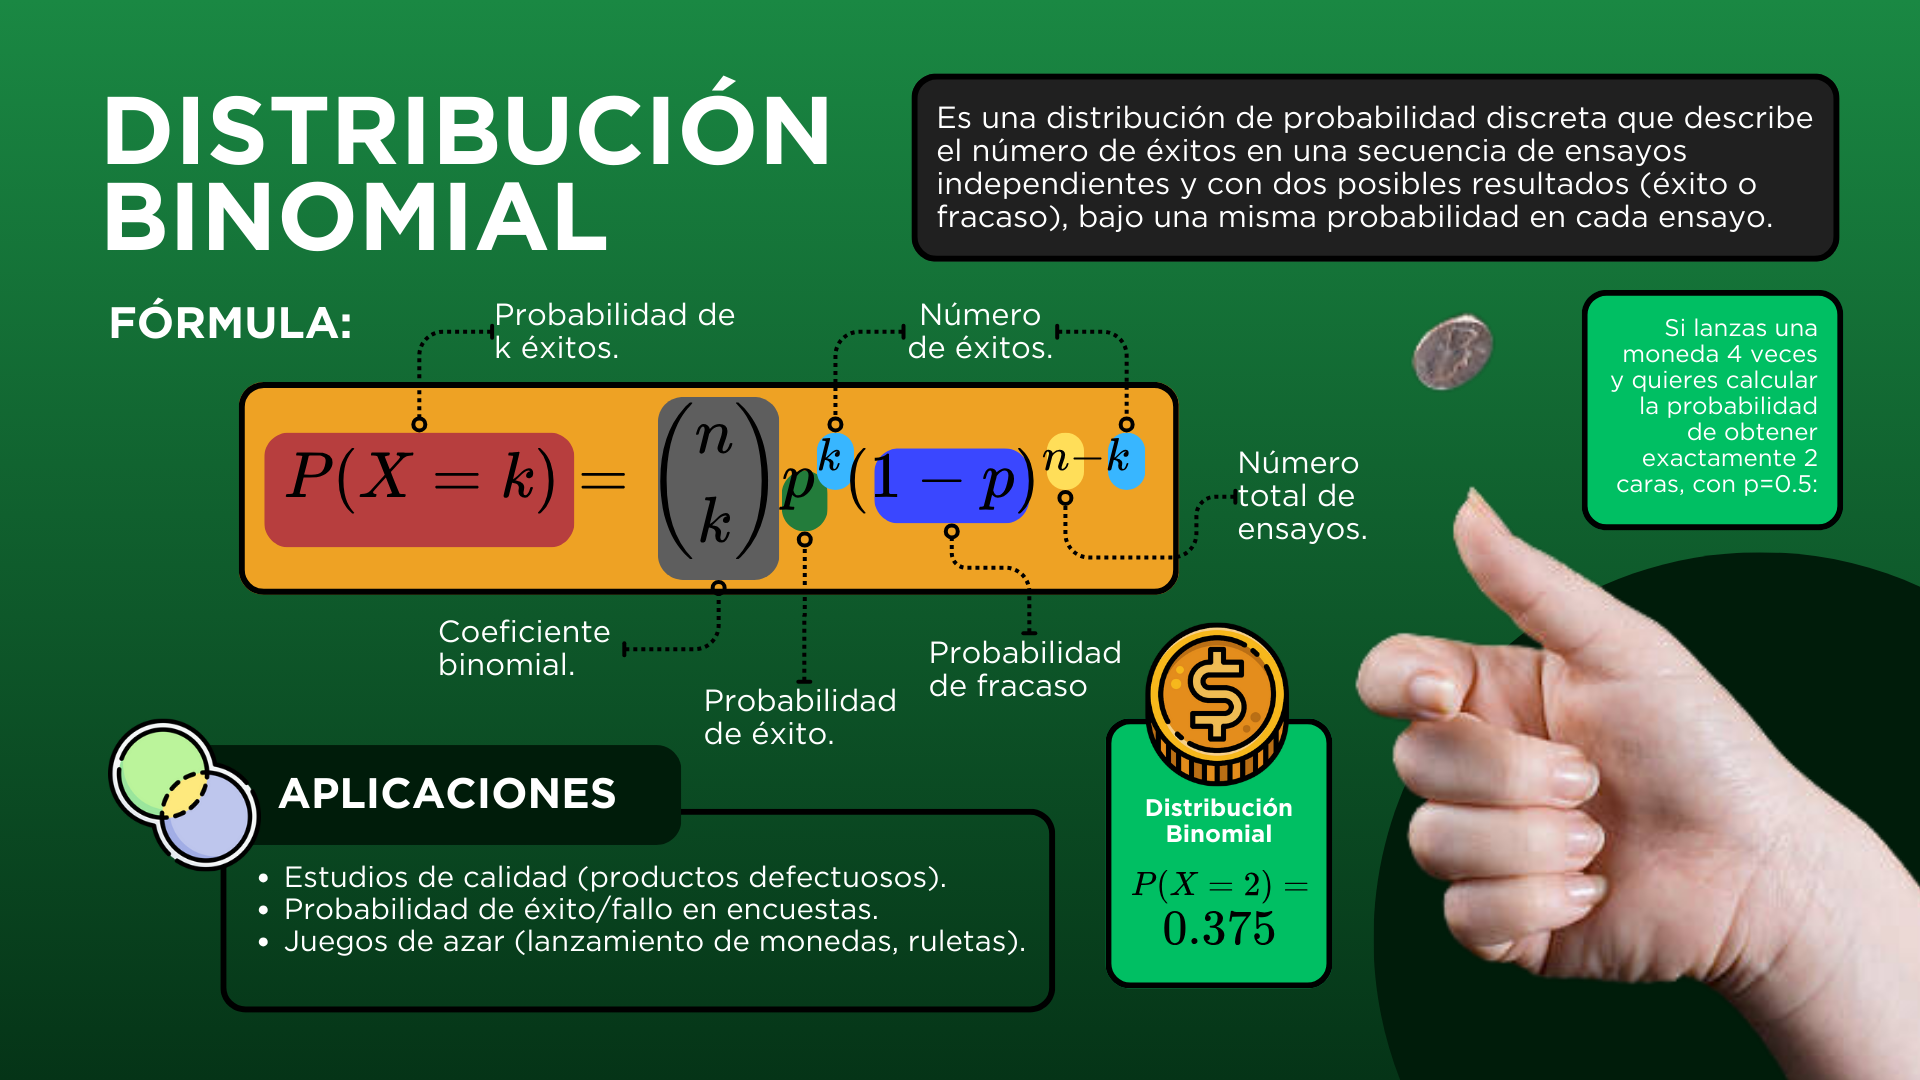 DISTRIBUCIÓN
BINOMIAL
Es una distribución de probabilidad discreta que describe
el número de éxitos en una secuencia de ensayos
independientes y con dos posibles resultados (éxito o
fracaso), bajo una misma probabilidad en cada ensayo.
FÓRMULA:
Probabilidad de
k éxitos.
Número
de éxitos.
P(X = k) = (n k) p^k (1 − p)^{n−k}
Número
total de
ensayos.
Coeficiente
binomial.
Probabilidad
de éxito.
Probabilidad
de fracaso
Si lanzas una
moneda 4 veces
y quieres calcular
la probabilidad
de obtener
exactamente 2
caras, con p=0.5:
APLICACIONES
• Estudios de calidad (productos defectuosos).
• Probabilidad de éxito/fallo en encuestas.
• Juegos de azar (lanzamiento de monedas, ruletas).
$
Distribución
Binomial
P(X = 2) =
0.375